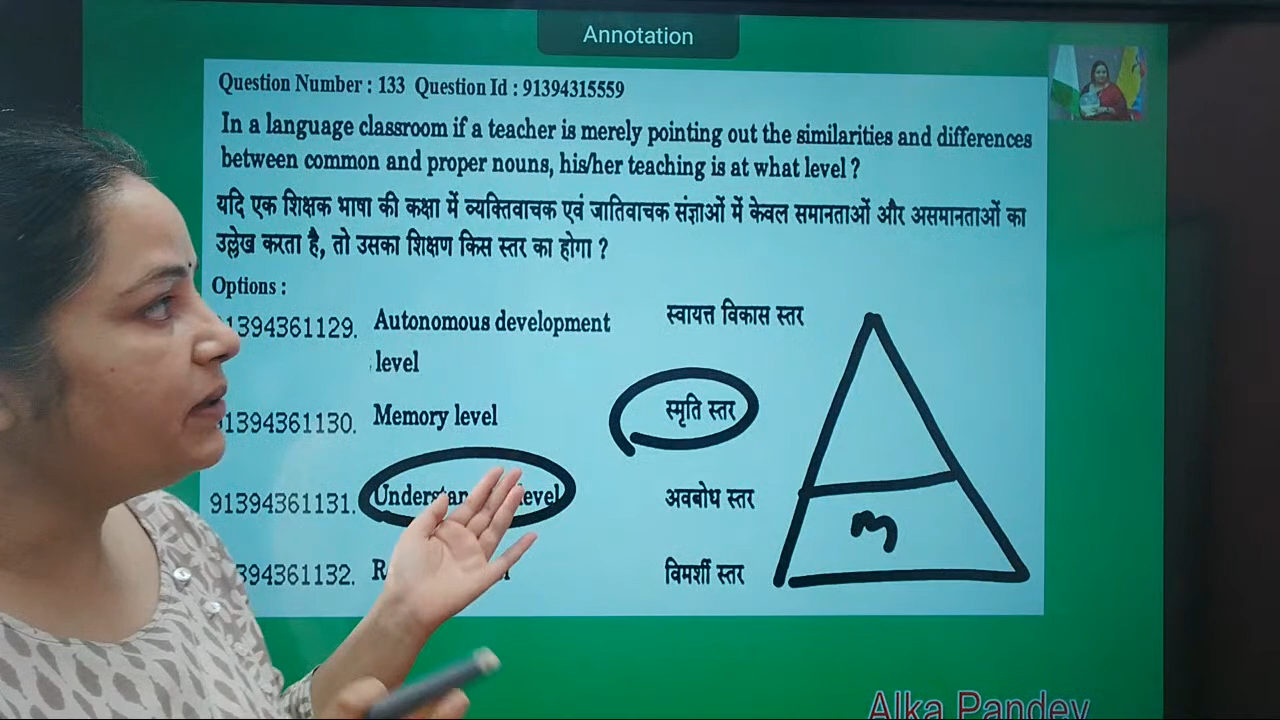 Annotation
Question Number : 133 Question Id : 91394315559
In a language classroom if a teacher is merely pointing out the similarities and differences
between common and proper nouns, his/her teaching is at what level ?
यदि एक शिक्षक भाषा की कक्षा में व्यक्तिवाचक एवं जातिवाचक संज्ञाओं में केवल समानताओं और असमानताओं का
उल्लेख करता है, तो उसका शिक्षण किस स्तर का होगा ?
Options :
1394361129. Autonomous development स्वायत्त विकास स्तर
level
1394361130. Memory level स्मृति स्तर
91394361131. level अवबोध स्तर
m
394361132. विमर्शी स्तर
Alka Pandey